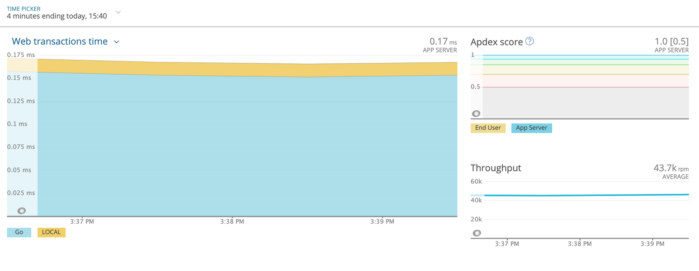 TIME PICKER
4 minutes ending today, 15:40
Web transactions time
0.17 ms
APP SERVER
0.175 ms
0.15 ms
0.125 ms
0.1 ms
0.075 ms
0.05 ms
0.025 ms
3:37 PM
3:38 PM
3:39 PM
Go
LOCAL
Apdex score ?
1.0 [0.5]
APP SERVER
1
0.5
End User
App Server
Throughput
43.7k rpm
AVERAGE
60k
40k
20k
3:37 PM
3:38 PM
3:39 PM